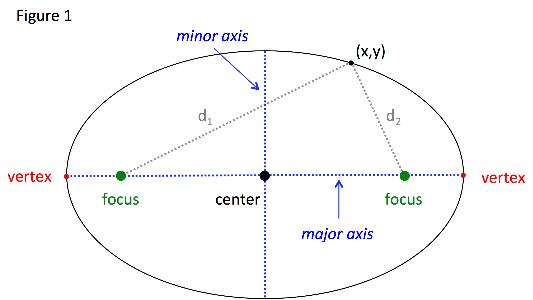 Figure 1
minor axis
(x,y)
d1
d2
vertex
vertex
focus
center
focus
major axis